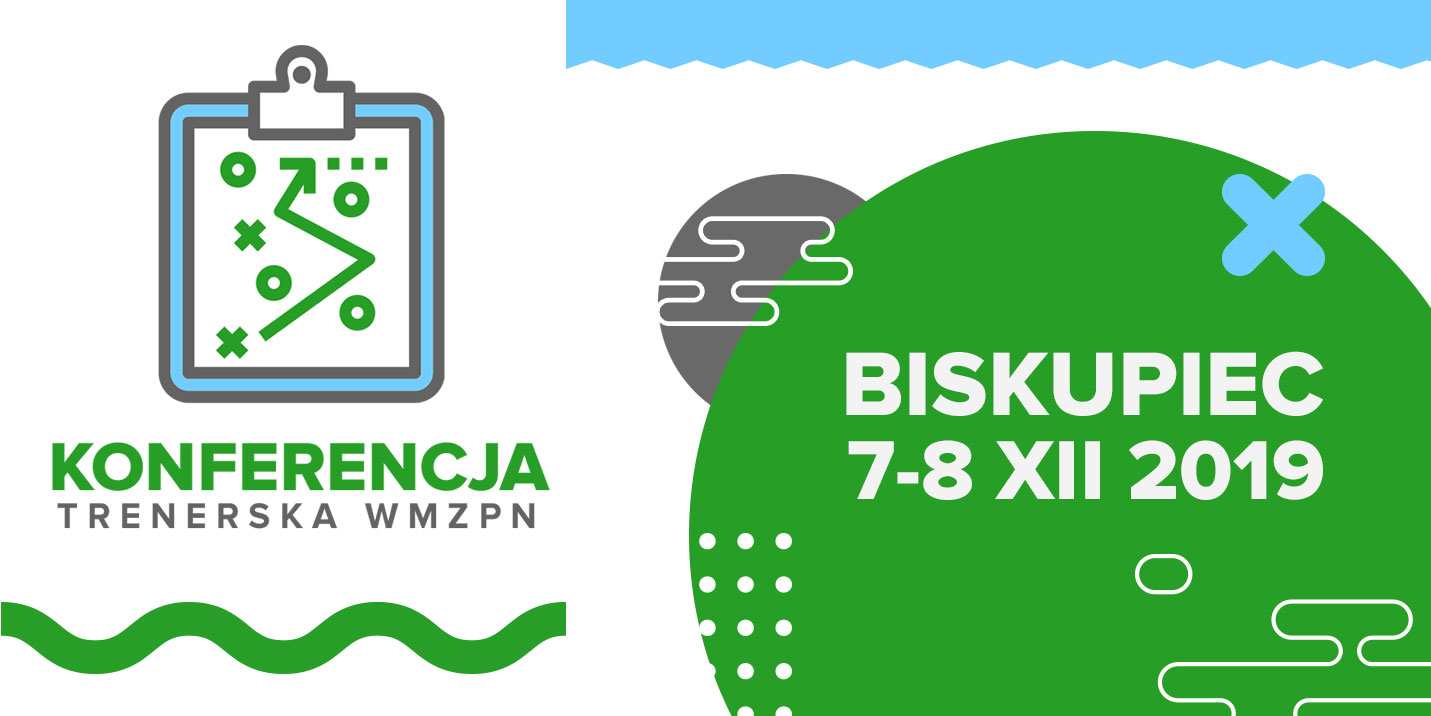 KONFERENCJA
TRENERSKA WMZPN
BISKUPIEC
7-8 XII 2019